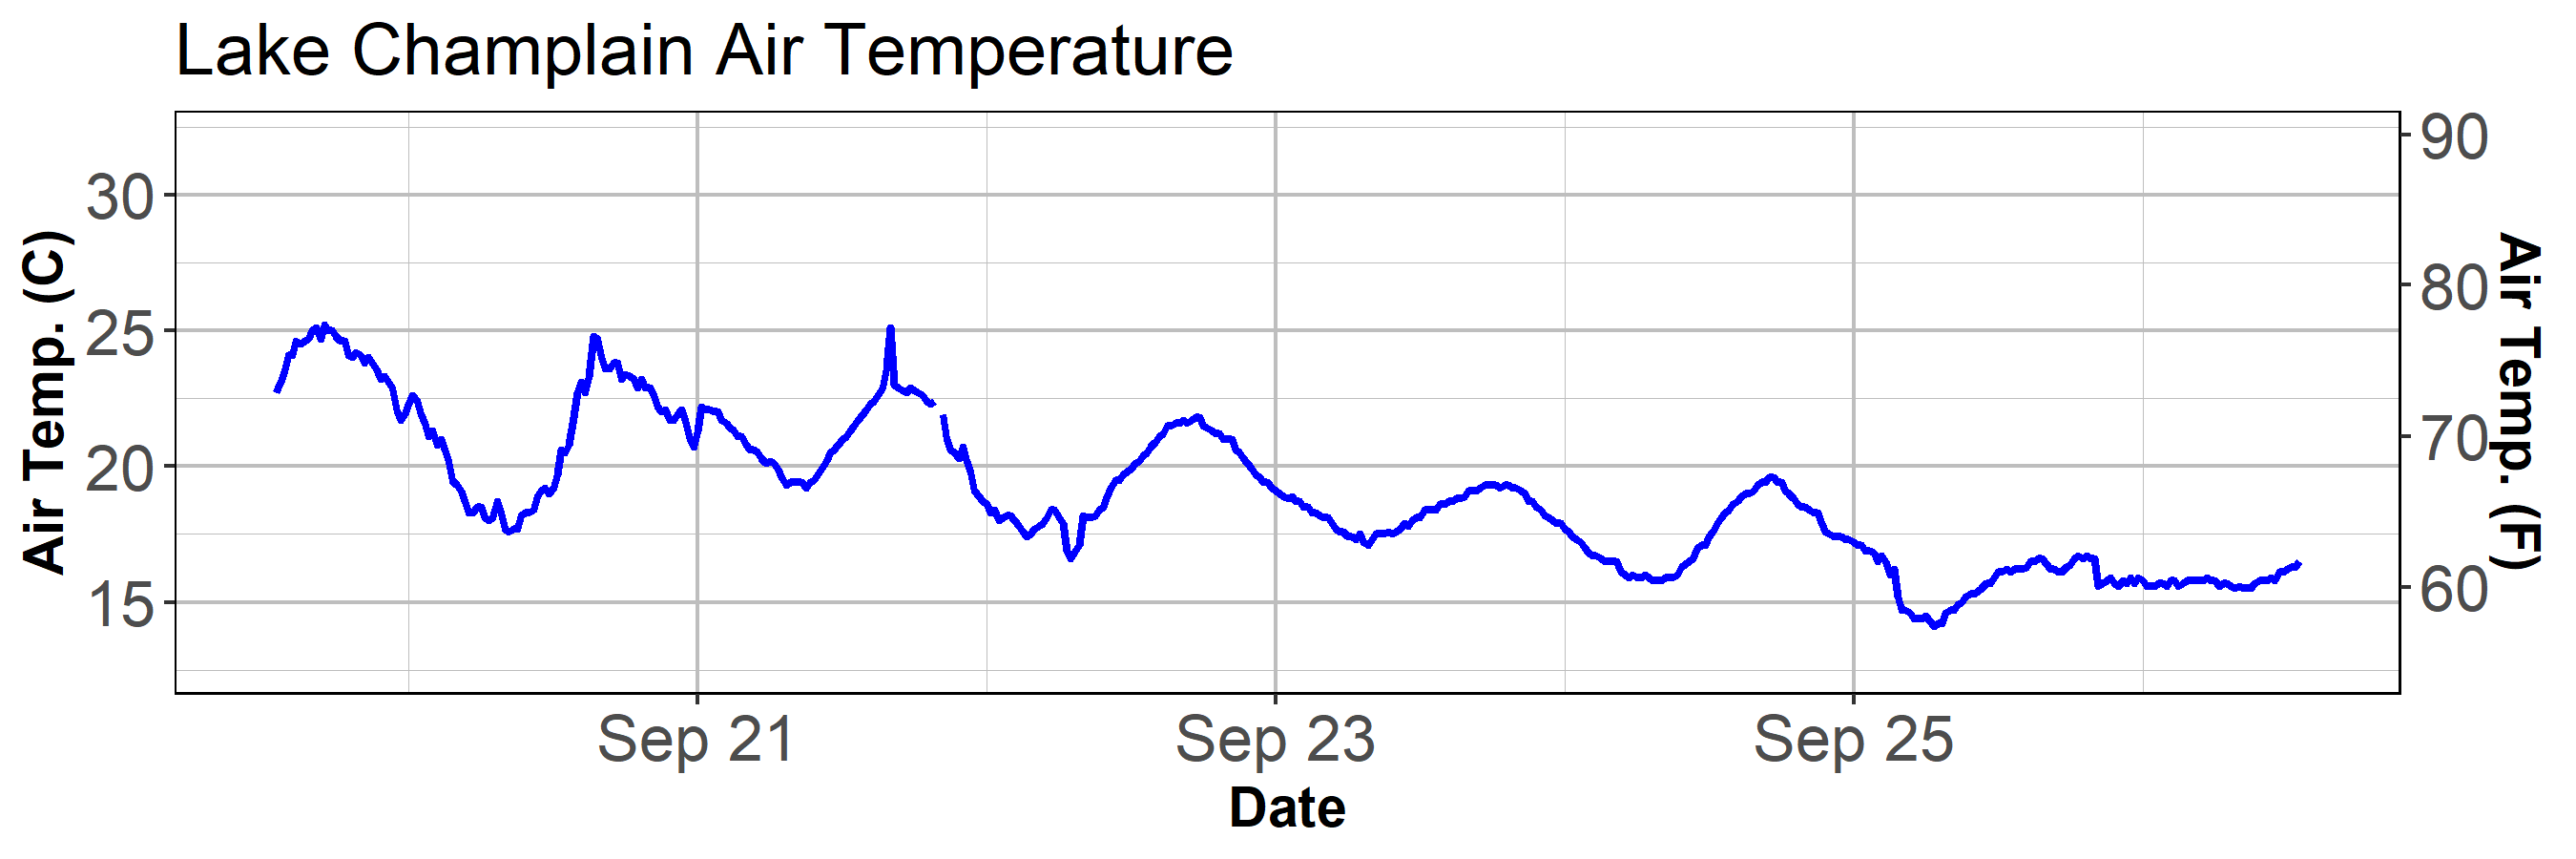 Lake Champlain Air Temperature
Air Temp. (C)
30
25
20
15
90
80
70
60
Air Temp. (F)
Sep 21 Sep 23 Sep 25
Date